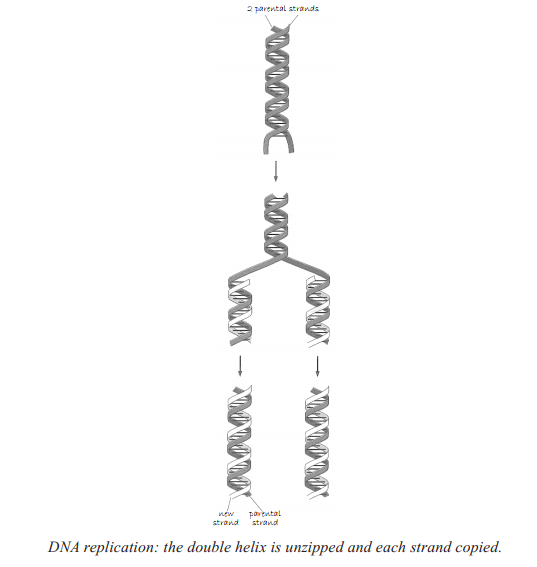 2 parental strands
new parental
strand strand
DNA replication: the double helix is unzipped and each strand copied.